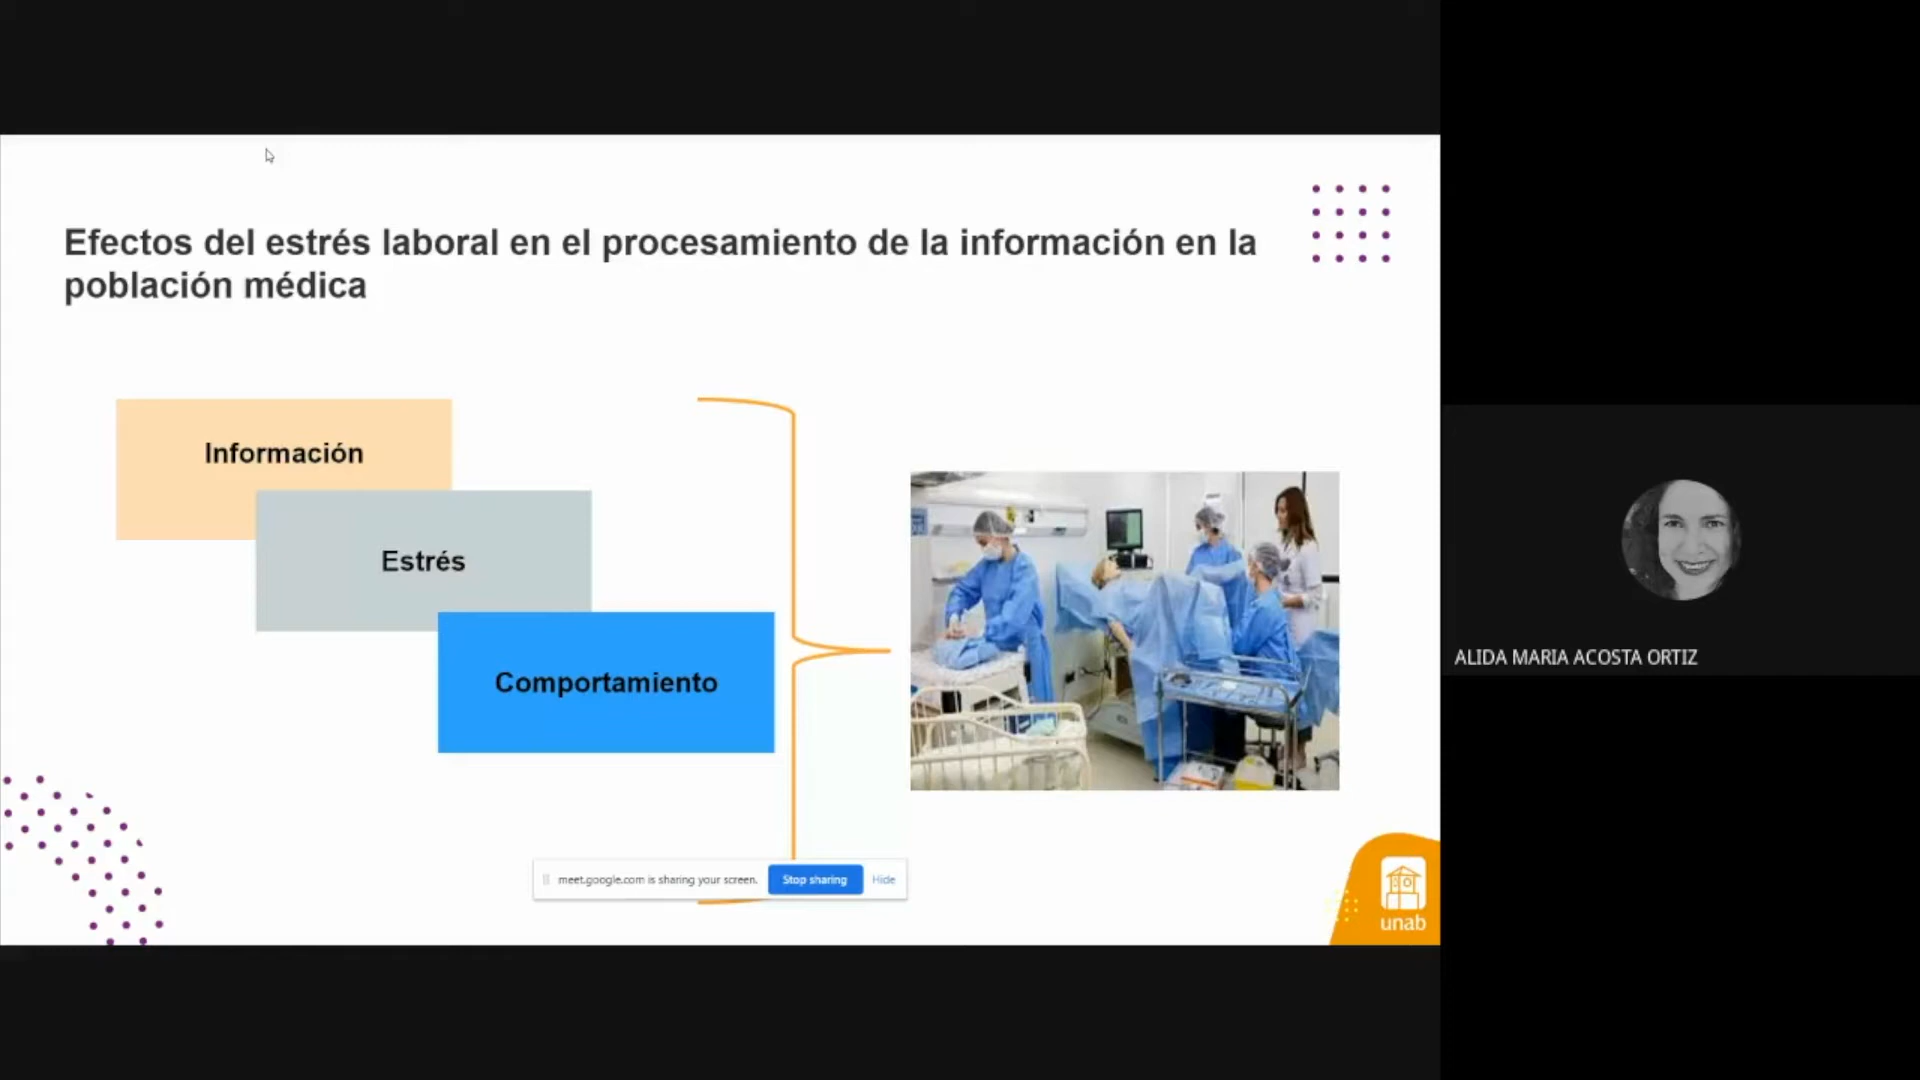 Efectos del estrés laboral en el procesamiento de la información en la
población médica
Información
Estrés
Comportamiento
meet.google.com is sharing your screen.
Stop sharing
Hide
unab
ALIDA MARIA ACOSTA ORTIZ